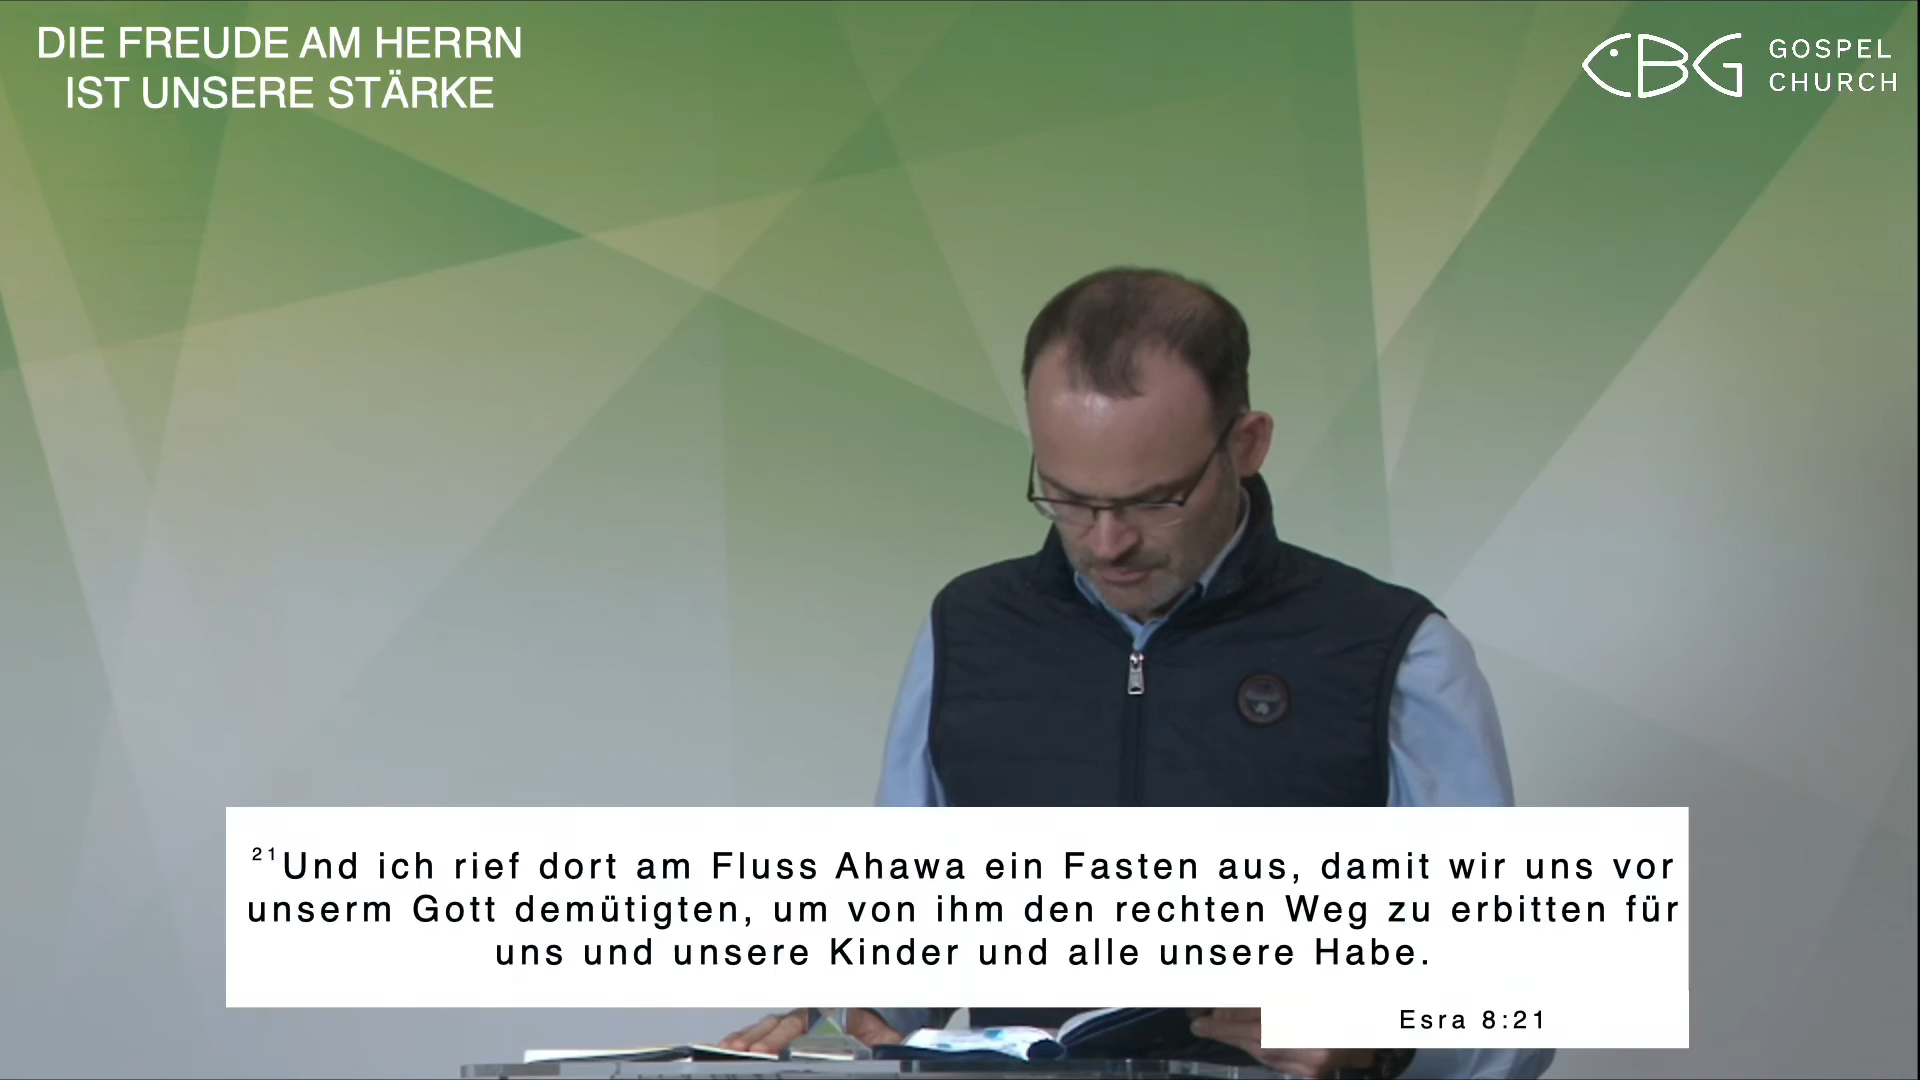 DIE FREUDE AM HERRN
IST UNSERE STÄRKE
CBG
GOSPEL
CHURCH
21Und ich rief dort am Fluss Ahawa ein Fasten aus, damit wir uns vor
unserm Gott demütigten, um von ihm den rechten Weg zu erbitten für
uns und unsere Kinder und alle unsere Habe.
Esra 8:21